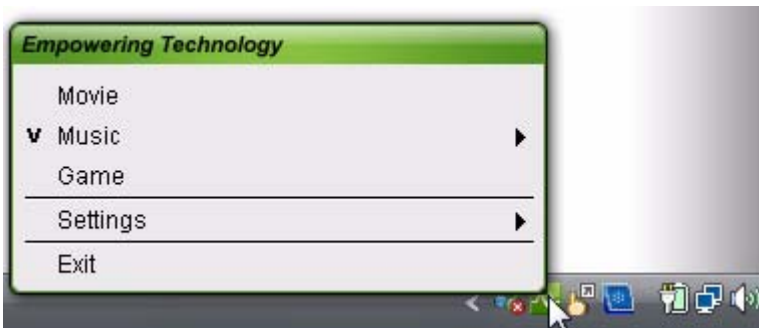 Empowering Technology
Movie
v Music
Game
Settings
Exit